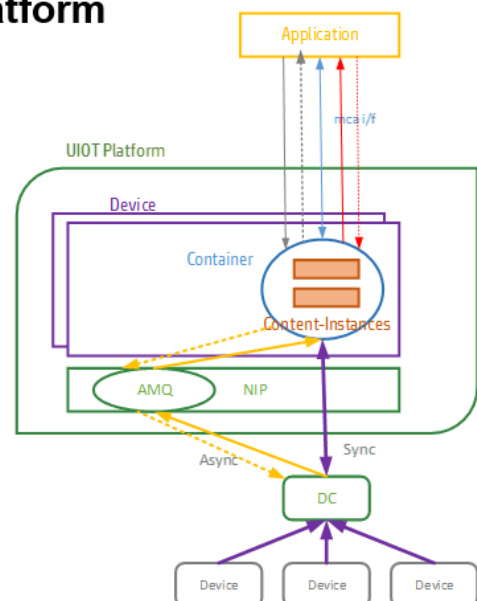 atform
Application
mca i/f
UIOT Platform
Device
Container
Content-Instances
AMQ
NIP
Sync
Async
DC
Device
Device
Device